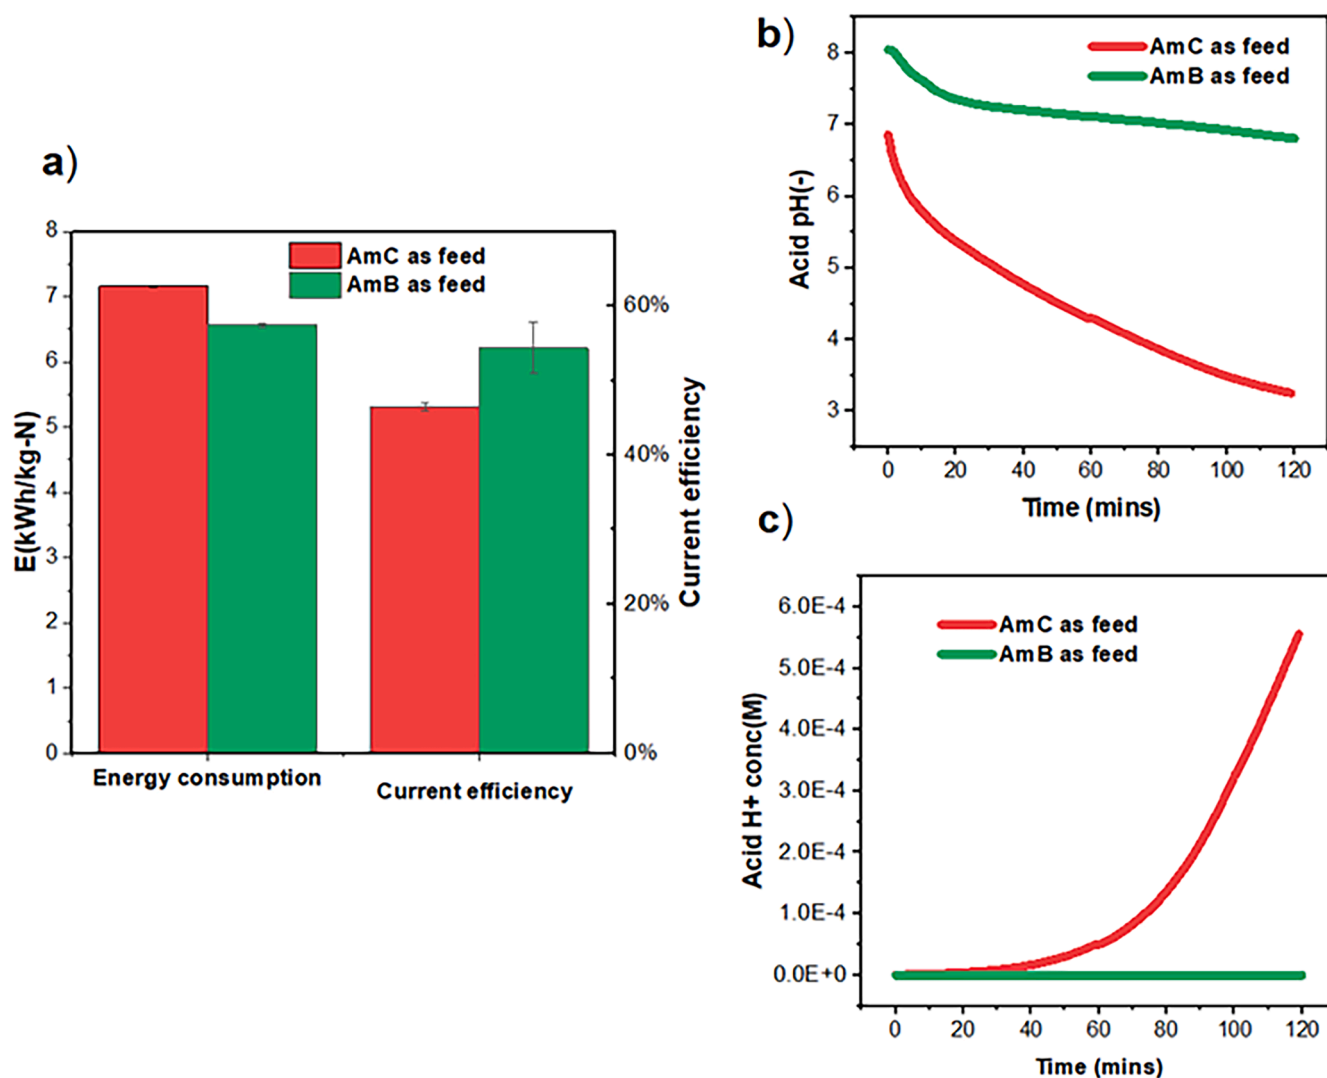 a)
8
7
6
5
4
3
2
1
0
E(kWh/kg-N)
AmC as feed
AmB as feed
60%
40%
20%
0%
Current efficiency
Energy consumption
Current efficiency
b)
8
7
6
5
4
3
Acid pH(-)
AmC as feed
AmB as feed
0 20 40 60 80 100 120
Time (mins)
c)
6.0E-4
5.0E-4
4.0E-4
3.0E-4
2.0E-4
1.0E-4
0.0E+0
Acid H+ conc(M)
AmC as feed
AmB as feed
0 20 40 60 80 100 120
Time (mins)